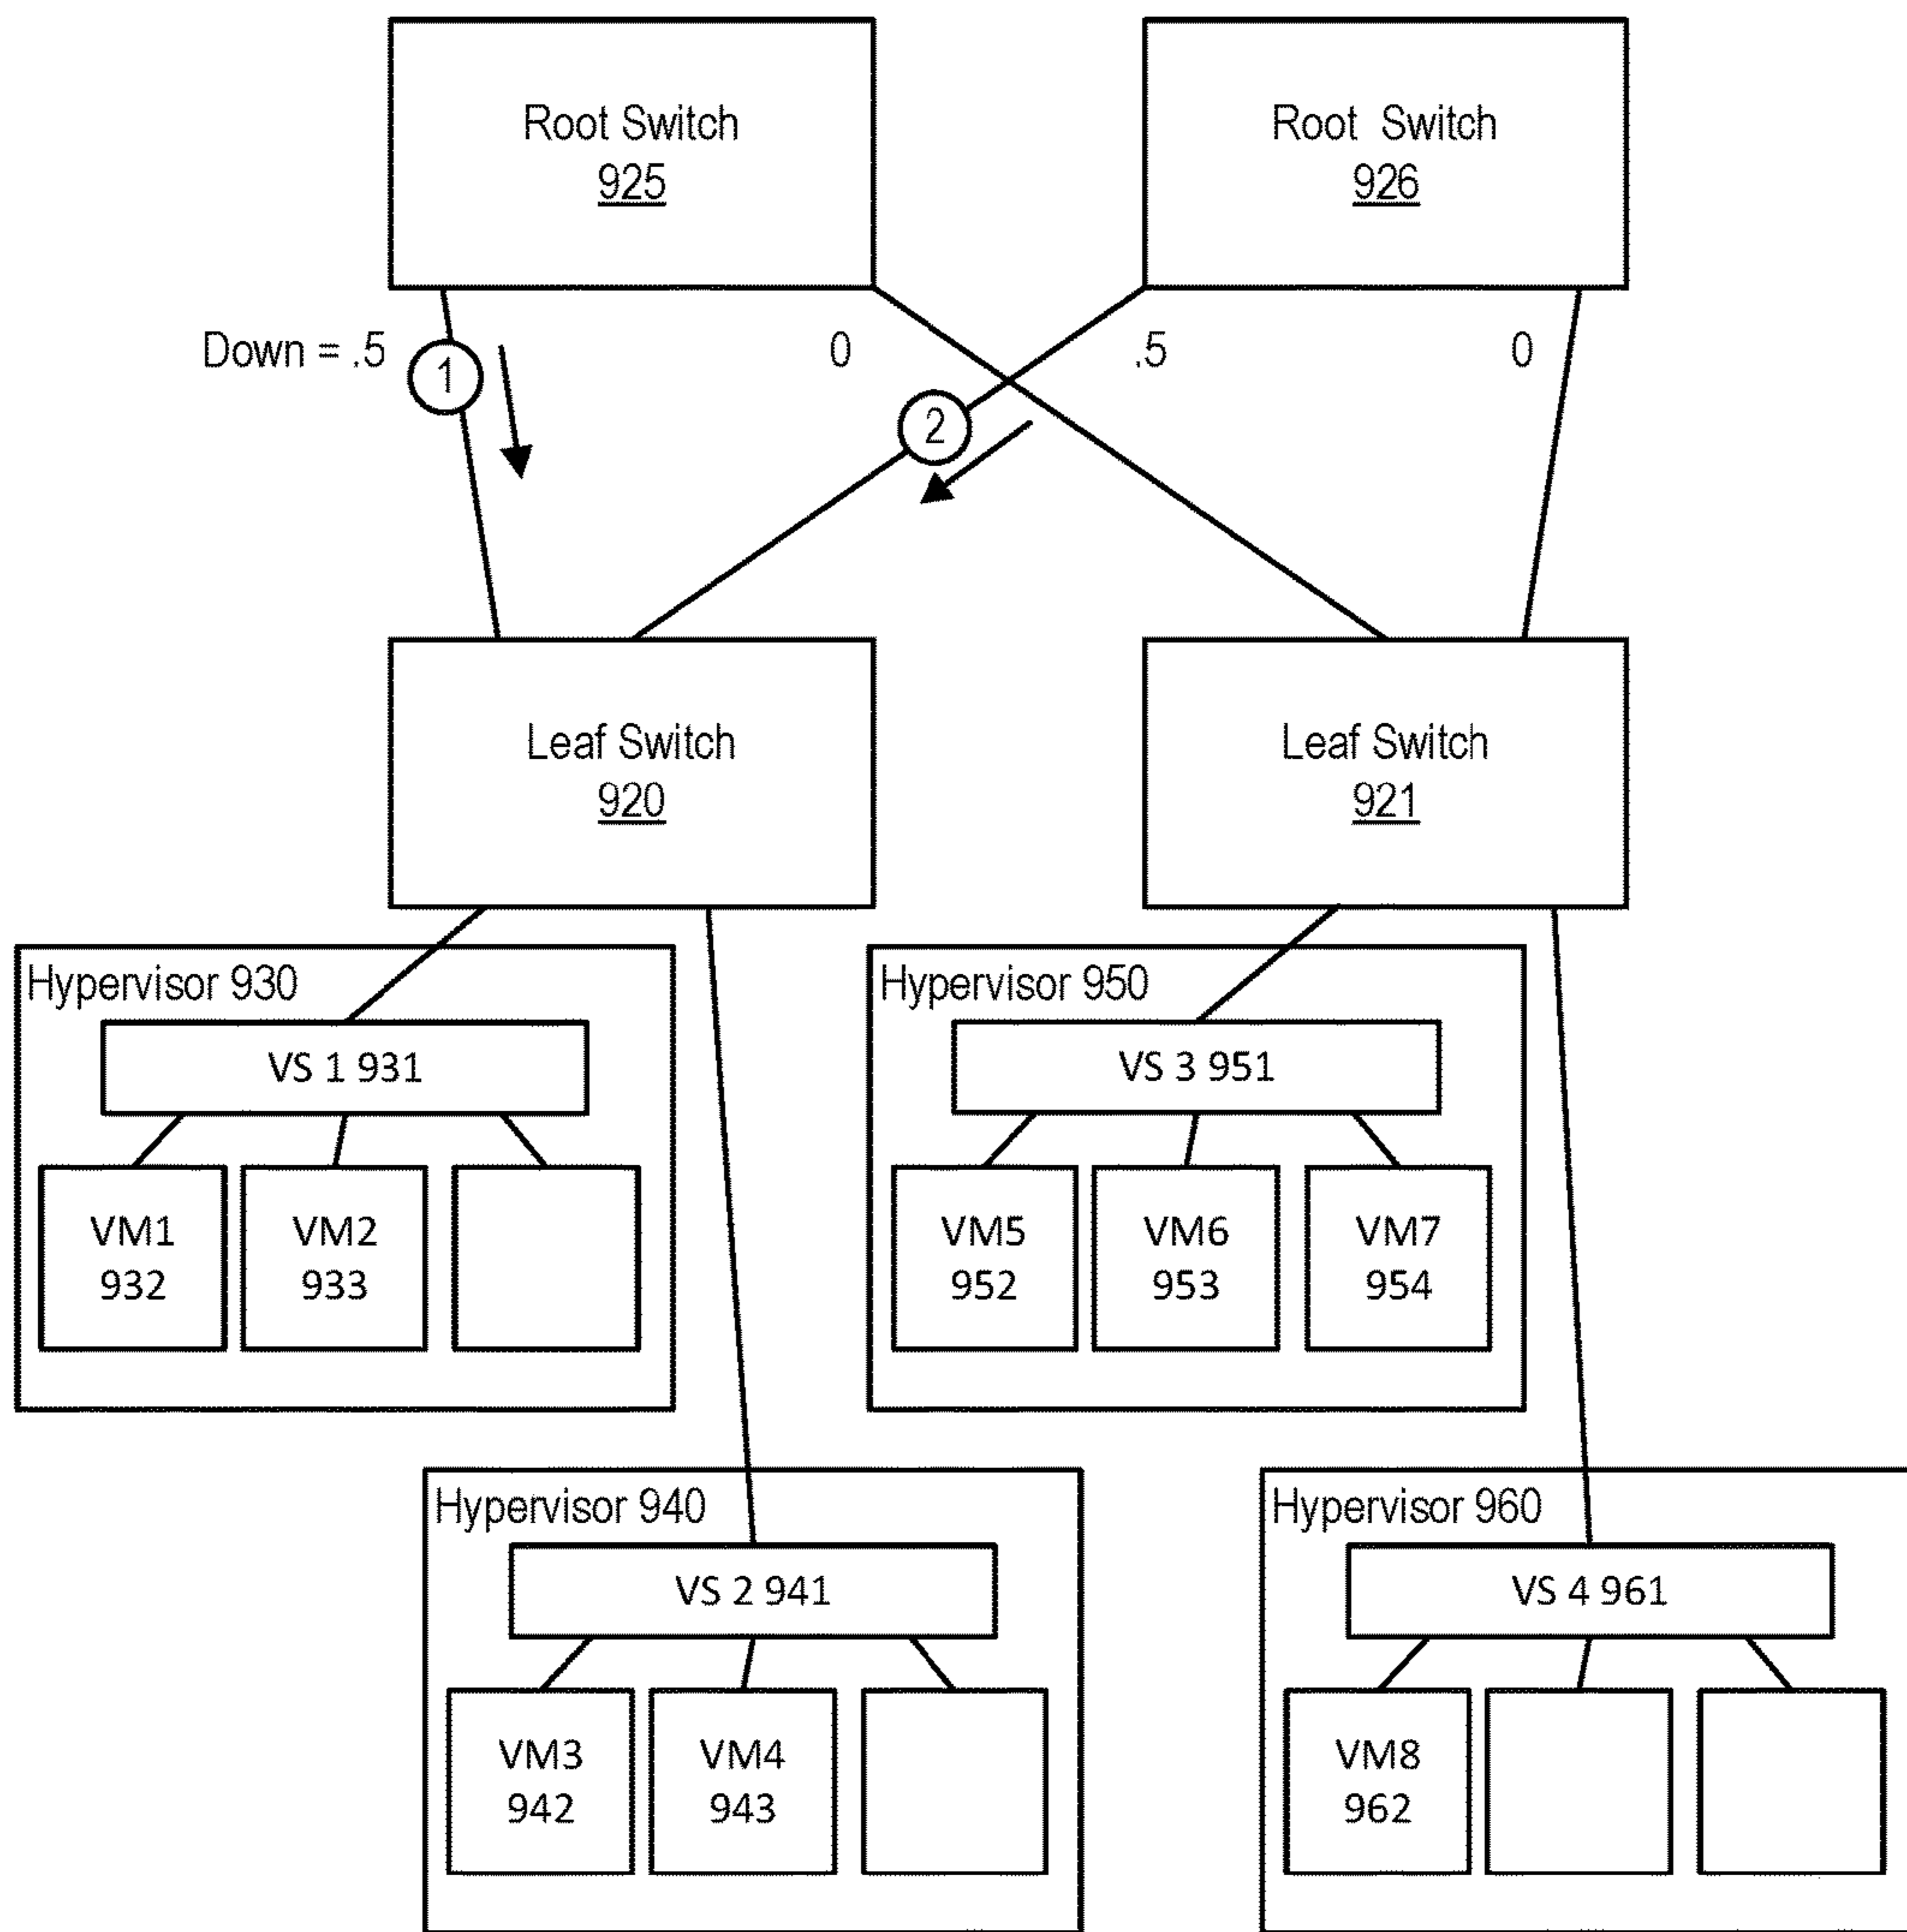 Root Switch
925
Root Switch
926
Down = .5
1
0
.5
0
2
Leaf Switch
920
Leaf Switch
921
Hypervisor 930
VS 1 931
VM1
932
VM2
933
Hypervisor 950
VS 3 951
VM5
952
VM6
953
VM7
954
Hypervisor 940
VS 2 941
VM3
942
VM4
943
Hypervisor 960
VS 4 961
VM8
962